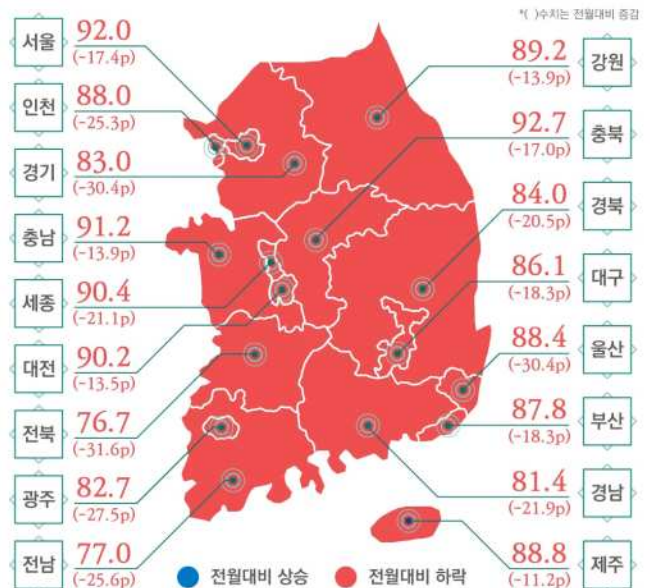 *( )수치는 전월대비 증감
서울 92.0
(-17.4p)
인천 88.0
(-25.3p)
경기 83.0
(-30.4p)
충남 91.2
(-13.9p)
세종 90.4
(-21.1p)
대전 90.2
(-13.5p)
전북 76.7
(-31.6p)
광주 82.7
(-27.5p)
전남 77.0
(-25.6p)
89.2 강원
(-13.9p)
92.7 충북
(-17.0p)
84.0 경북
(-20.5p)
86.1 대구
(-18.3p)
88.4 울산
(-30.4p)
87.8 부산
(-18.3p)
81.4 경남
(-21.9p)
88.8 제주
(-11.2p)
전월대비 상승 전월대비 하락